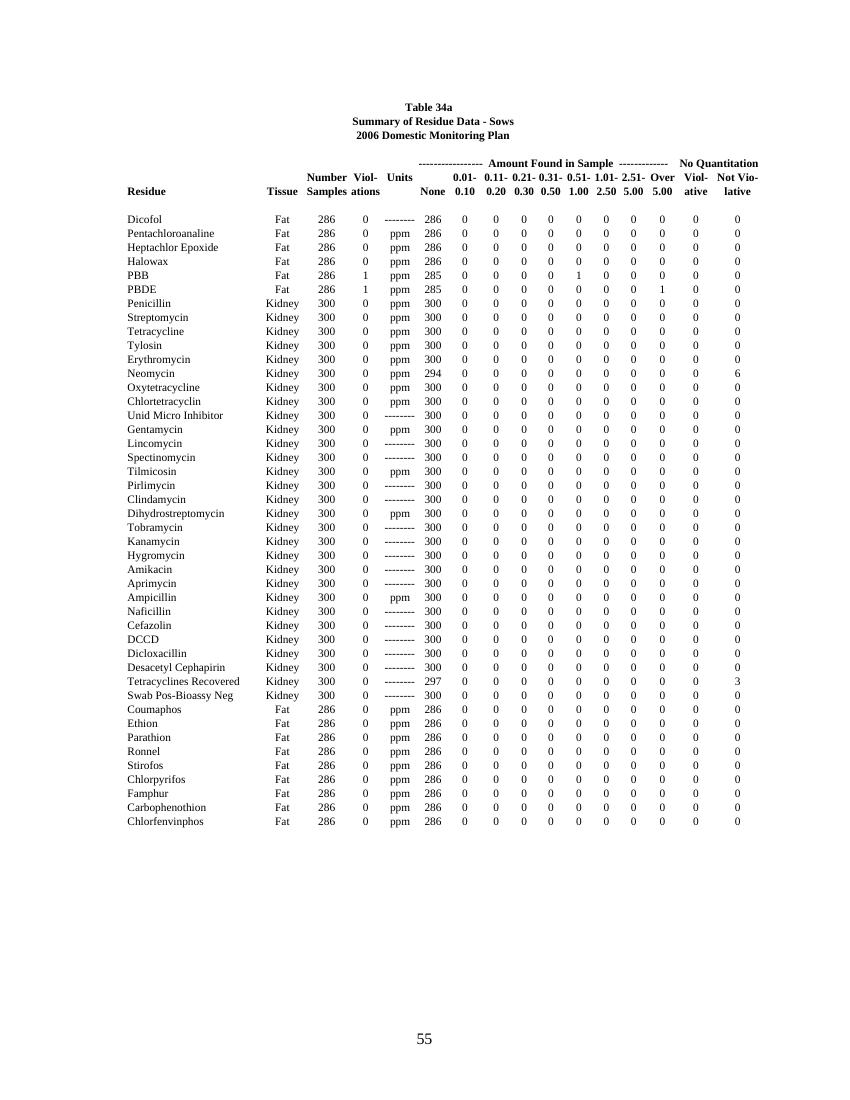 Table 34a
Summary of Residue Data - Sows
2006 Domestic Monitoring Plan
----------------- Amount Found in Sample ------------- No Quantitation
Number Viol- Units 0.01- 0.11- 0.21- 0.31- 0.51- 1.01- 2.51- Over Viol- Not Vio-
Residue Tissue Samples ations None 0.10 0.20 0.30 0.50 1.00 2.50 5.00 5.00 ative lative
Dicofol Fat 286 0 -------- 286 0 0 0 0 0 0 0 0 0 0
Pentachloroanaline Fat 286 0 ppm 286 0 0 0 0 0 0 0 0 0 0
Heptachlor Epoxide Fat 286 0 ppm 286 0 0 0 0 0 0 0 0 0 0
Halowax Fat 286 0 ppm 286 0 0 0 0 0 0 0 0 0 0
PBB Fat 286 1 ppm 285 0 0 0 0 1 0 0 0 0 0
PBDE Fat 286 1 ppm 285 0 0 0 0 0 0 0 1 0 0
Penicillin Kidney 300 0 ppm 300 0 0 0 0 0 0 0 0 0 0
Streptomycin Kidney 300 0 ppm 300 0 0 0 0 0 0 0 0 0 0
Tetracycline Kidney 300 0 ppm 300 0 0 0 0 0 0 0 0 0 0
Tylosin Kidney 300 0 ppm 300 0 0 0 0 0 0 0 0 0 0
Erythromycin Kidney 300 0 ppm 300 0 0 0 0 0 0 0 0 0 0
Neomycin Kidney 300 0 ppm 294 0 0 0 0 0 0 0 0 0 6
Oxytetracycline Kidney 300 0 ppm 300 0 0 0 0 0 0 0 0 0 0
Chlortetracyclin Kidney 300 0 ppm 300 0 0 0 0 0 0 0 0 0 0
Unid Micro Inhibitor Kidney 300 0 -------- 300 0 0 0 0 0 0 0 0 0 0
Gentamycin Kidney 300 0 ppm 300 0 0 0 0 0 0 0 0 0 0
Lincomycin Kidney 300 0 -------- 300 0 0 0 0 0 0 0 0 0 0
Spectinomycin Kidney 300 0 -------- 300 0 0 0 0 0 0 0 0 0 0
Tilmicosin Kidney 300 0 ppm 300 0 0 0 0 0 0 0 0 0 0
Pirlimycin Kidney 300 0 -------- 300 0 0 0 0 0 0 0 0 0 0
Clindamycin Kidney 300 0 -------- 300 0 0 0 0 0 0 0 0 0 0
Dihydrostreptomycin Kidney 300 0 ppm 300 0 0 0 0 0 0 0 0 0 0
Tobramycin Kidney 300 0 -------- 300 0 0 0 0 0 0 0 0 0 0
Kanamycin Kidney 300 0 -------- 300 0 0 0 0 0 0 0 0 0 0
Hygromycin Kidney 300 0 -------- 300 0 0 0 0 0 0 0 0 0 0
Amikacin Kidney 300 0 -------- 300 0 0 0 0 0 0 0 0 0 0
Aprimycin Kidney 300 0 -------- 300 0 0 0 0 0 0 0 0 0 0
Ampicillin Kidney 300 0 ppm 300 0 0 0 0 0 0 0 0 0 0
Naficillin Kidney 300 0 -------- 300 0 0 0 0 0 0 0 0 0 0
Cefazolin Kidney 300 0 -------- 300 0 0 0 0 0 0 0 0 0 0
DCCD Kidney 300 0 -------- 300 0 0 0 0 0 0 0 0 0 0
Dicloxacillin Kidney 300 0 -------- 300 0 0 0 0 0 0 0 0 0 0
Desacetyl Cephapirin Kidney 300 0 -------- 300 0 0 0 0 0 0 0 0 0 0
Tetracyclines Recovered Kidney 300 0 -------- 297 0 0 0 0 0 0 0 0 0 3
Swab Pos-Bioassy Neg Kidney 300 0 -------- 300 0 0 0 0 0 0 0 0 0 0
Coumaphos Fat 286 0 ppm 286 0 0 0 0 0 0 0 0 0 0
Ethion Fat 286 0 ppm 286 0 0 0 0 0 0 0 0 0 0
Parathion Fat 286 0 ppm 286 0 0 0 0 0 0 0 0 0 0
Ronnel Fat 286 0 ppm 286 0 0 0 0 0 0 0 0 0 0
Stirofos Fat 286 0 ppm 286 0 0 0 0 0 0 0 0 0 0
Chlorpyrifos Fat 286 0 ppm 286 0 0 0 0 0 0 0 0 0 0
Famphur Fat 286 0 ppm 286 0 0 0 0 0 0 0 0 0 0
Carbophenothion Fat 286 0 ppm 286 0 0 0 0 0 0 0 0 0 0
Chlorfenvinphos Fat 286 0 ppm 286 0 0 0 0 0 0 0 0 0 0
55